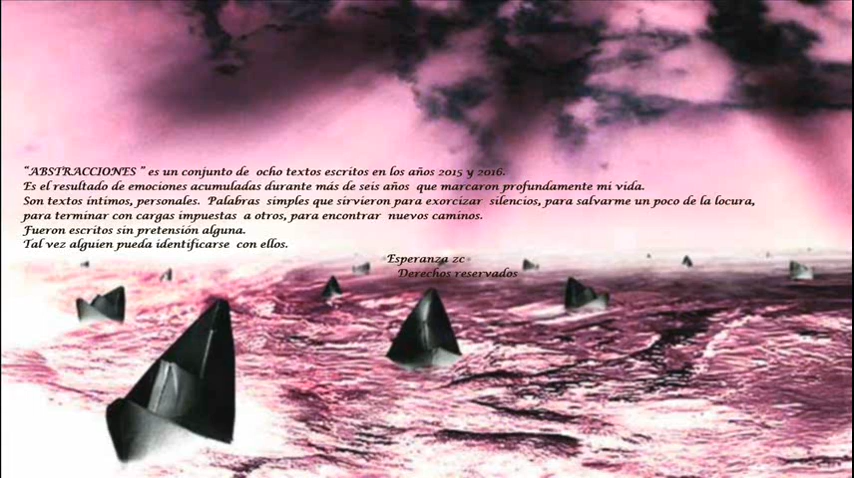 “ABSTRACCIONES ” es un conjunto de ocho textos escritos en los años 2015 y 2016.
Es el resultado de emociones acumuladas durante más de seis años que marcaron profundamente mi vida.
Son textos íntimos, personales. Palabras simples que sirvieron para exorcizar silencios, para salvarme un poco de la locura,
para terminar con cargas impuestas a otros, para encontrar nuevos caminos.
Fueron escritos sin pretensión alguna.
Tal vez alguien pueda identificarse con ellos.
Esperanza zc
Derechos reservados